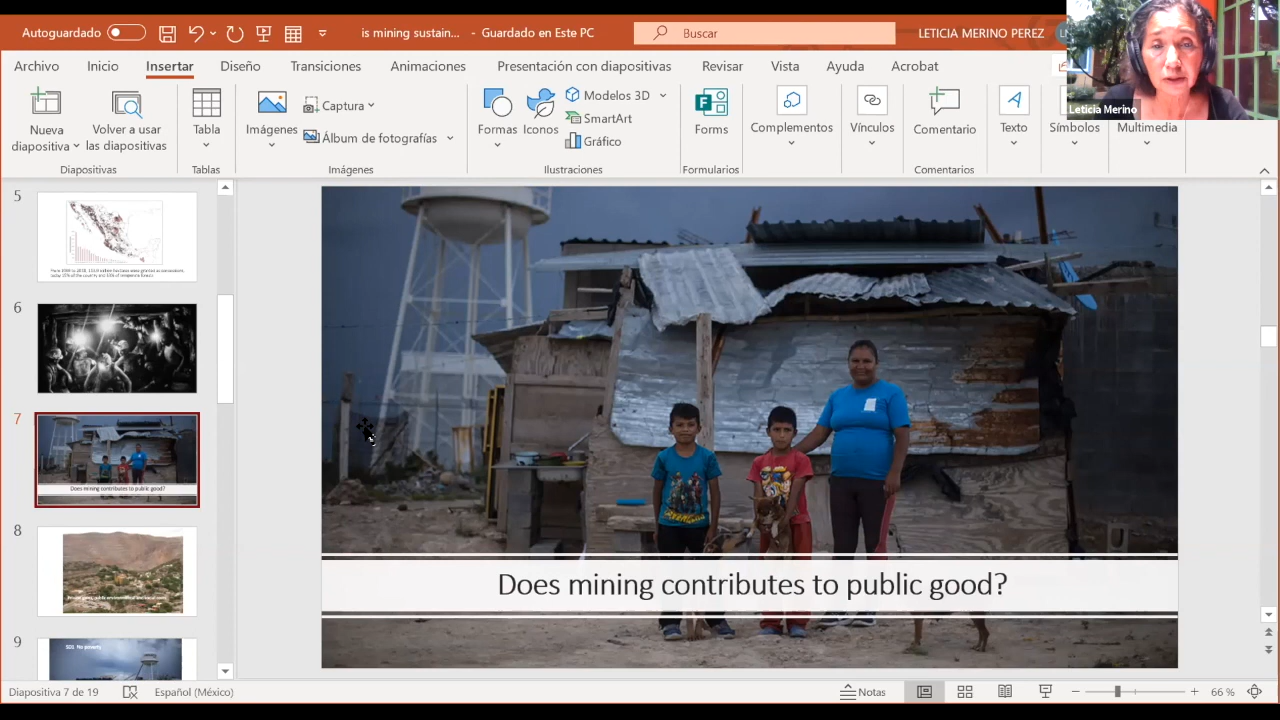 Autoguardado
is mining sustain... - Guardado en Este PC
Buscar
LETICIA MERINO PEREZ
Leticia Merino
Archivo Inicio Insertar Diseño Transiciones Animaciones Presentación con diapositivas Revisar Vista Ayuda Acrobat
Nueva diapositiva
Volver a usar las diapositivas
Diapositivas
Tabla
Tablas
Imágenes
Captura
Álbum de fotografías
Imágenes
Formas
Iconos
Modelos 3D
SmartArt
Gráfico
Ilustraciones
Forms
Formularios
Complementos
Vínculos
Comentario
Comentarios
Texto
Símbolos
Multimedia
5
6
7
Does mining contributes to public good?
8
9
SD1 No poverty
Does mining contributes to public good?
Diapositiva 7 de 19
Español (México)
Notas
66 %